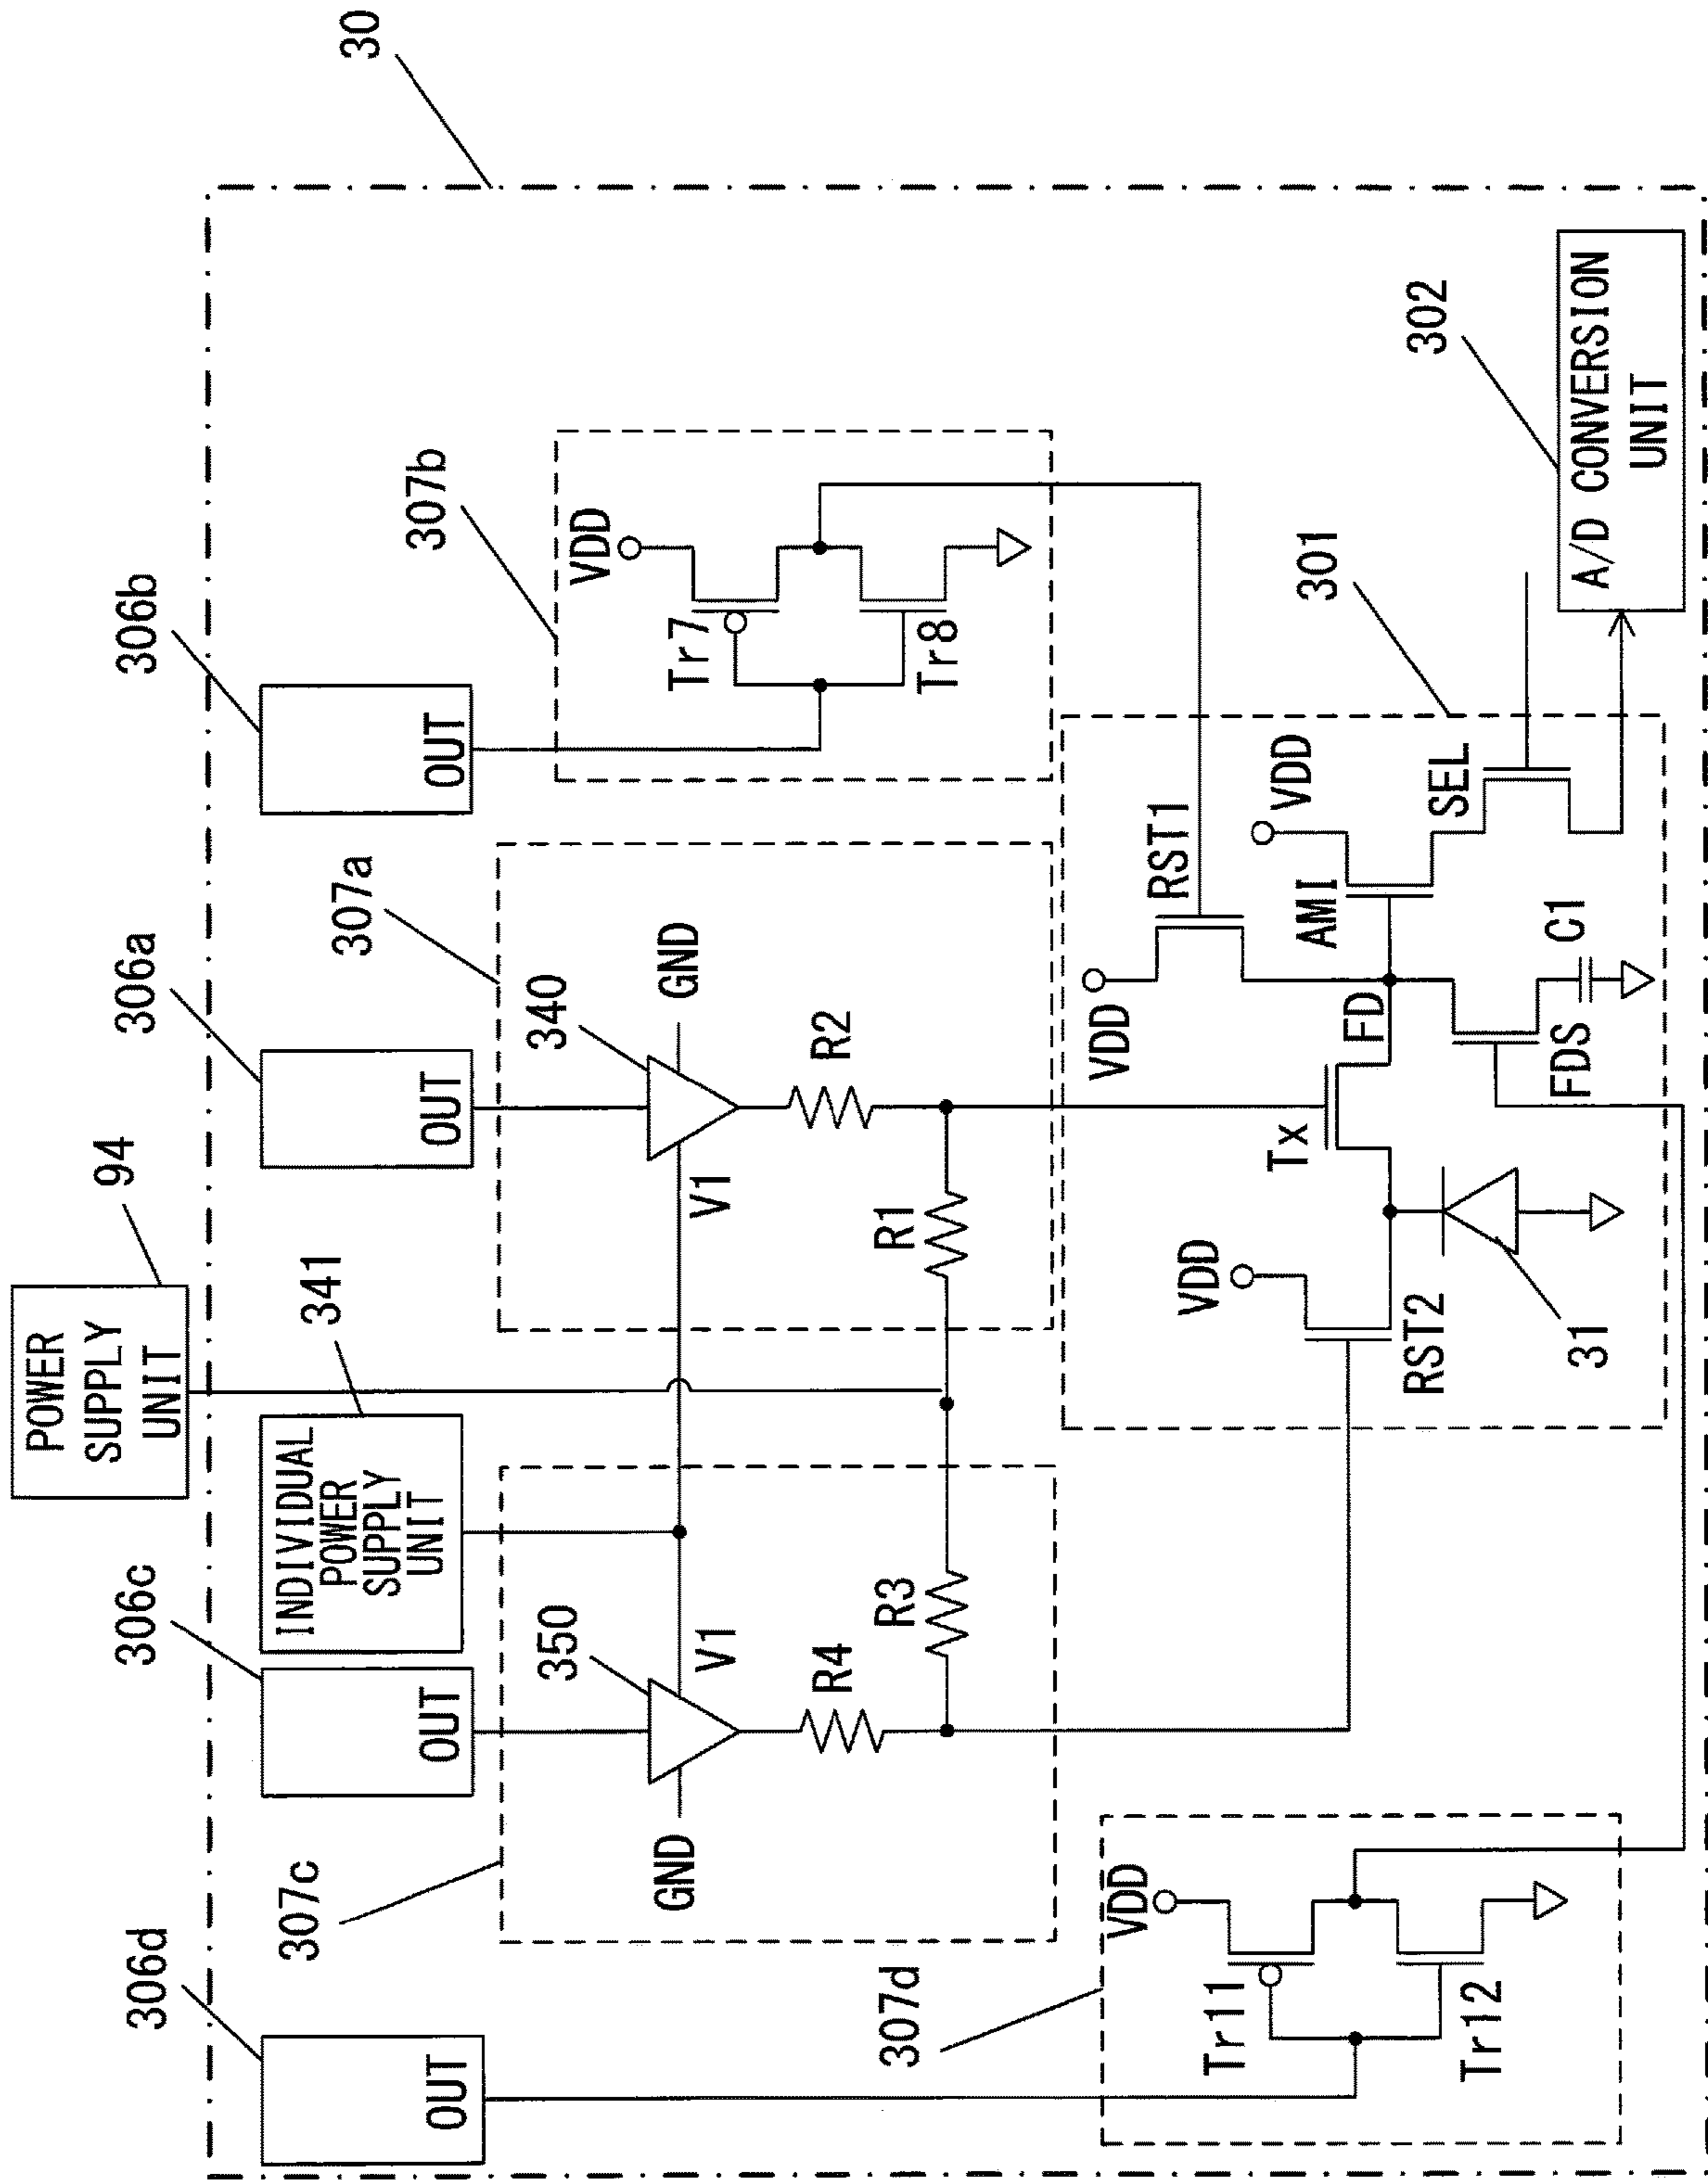 30
POWER
SUPPLY
UNIT
94
306d
OUT
306c
OUT
INDIVIDUAL
POWER
SUPPLY
UNIT
341
306a
OUT
306b
OUT
307c
GND
350
V1
R4
R3
307a
340
V1
GND
R2
R1
307b
VDD
Tr7
Tr8
307d
VDD
Tr11
Tr12
301
VDD
RST1
VDD
RST2
31
Tx
FD
AMI
VDD
SEL
FDS
C1
302
A/D CONVERSION
UNIT